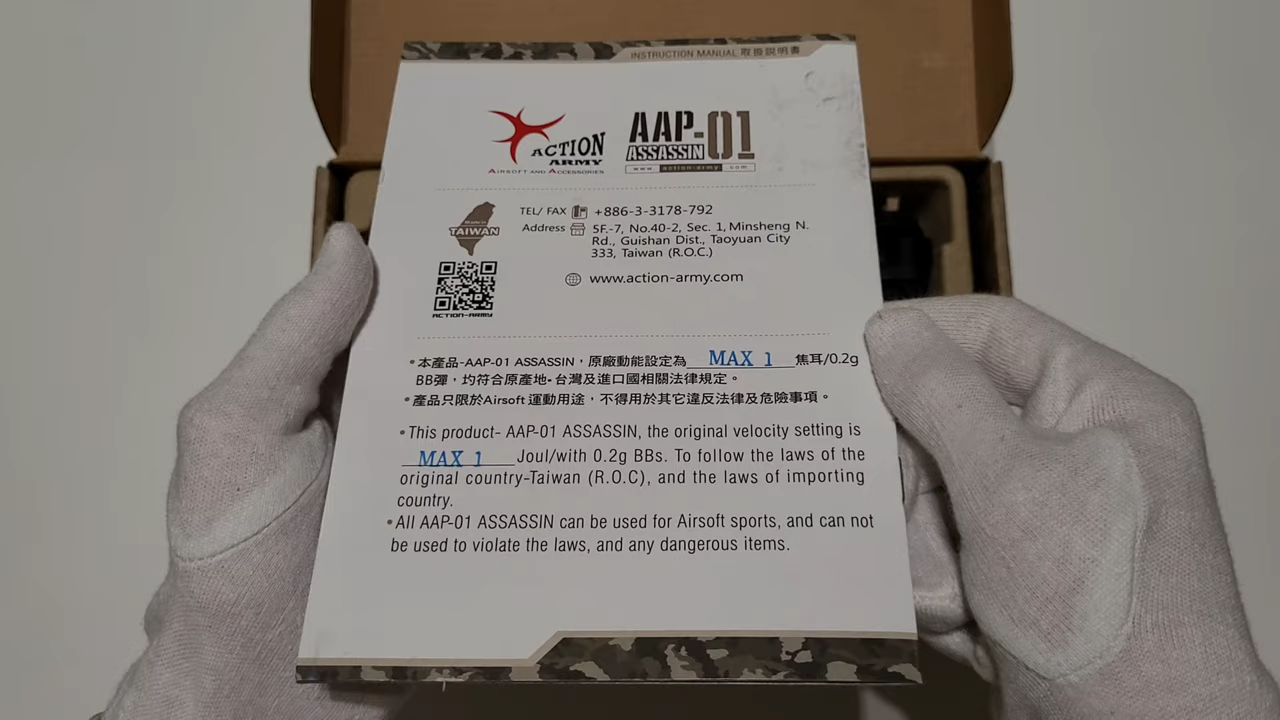 INSTRUCTION MANUAL 取扱説明書
ACTION
ARMY
AIRSOFT AND ACCESSORIES
AAP-01
ASSASSIN
www action-army com
Made in
TAIWAN
TEL/ FAX +886-3-3178-792
Address 5F.-7, No.40-2, Sec. 1, Minsheng N.
Rd., Guishan Dist., Taoyuan City
333, Taiwan (R.O.C.)
www.action-army.com
ACTION-ARMY
•本產品-AAP-01 ASSASSIN，原廠動能設定為 MAX 1 焦耳/0.2g
BB彈，均符合原產地-台灣及進口國相關法律規定。
•產品只限於Airsoft 運動用途，不得用於其它違反法律及危險事項。
•This product- AAP-01 ASSASSIN, the original velocity setting is
MAX 1 Joul/with 0.2g BBs. To follow the laws of the
original country-Taiwan (R.O.C), and the laws of importing
country.
•All AAP-01 ASSASSIN can be used for Airsoft sports, and can not
be used to violate the laws, and any dangerous items.